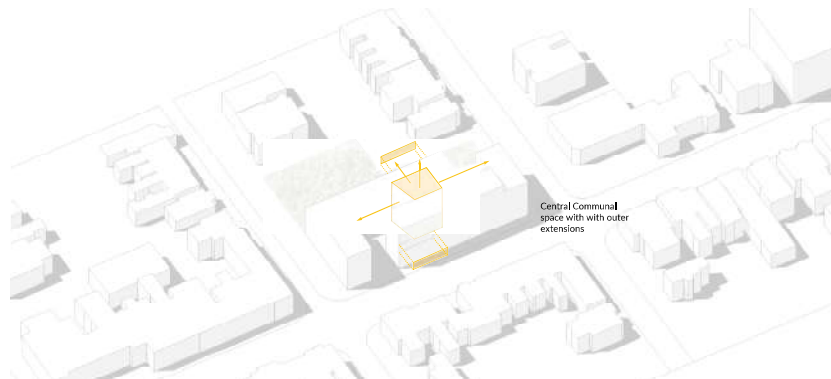 Central Communal
space with with outer
extensions